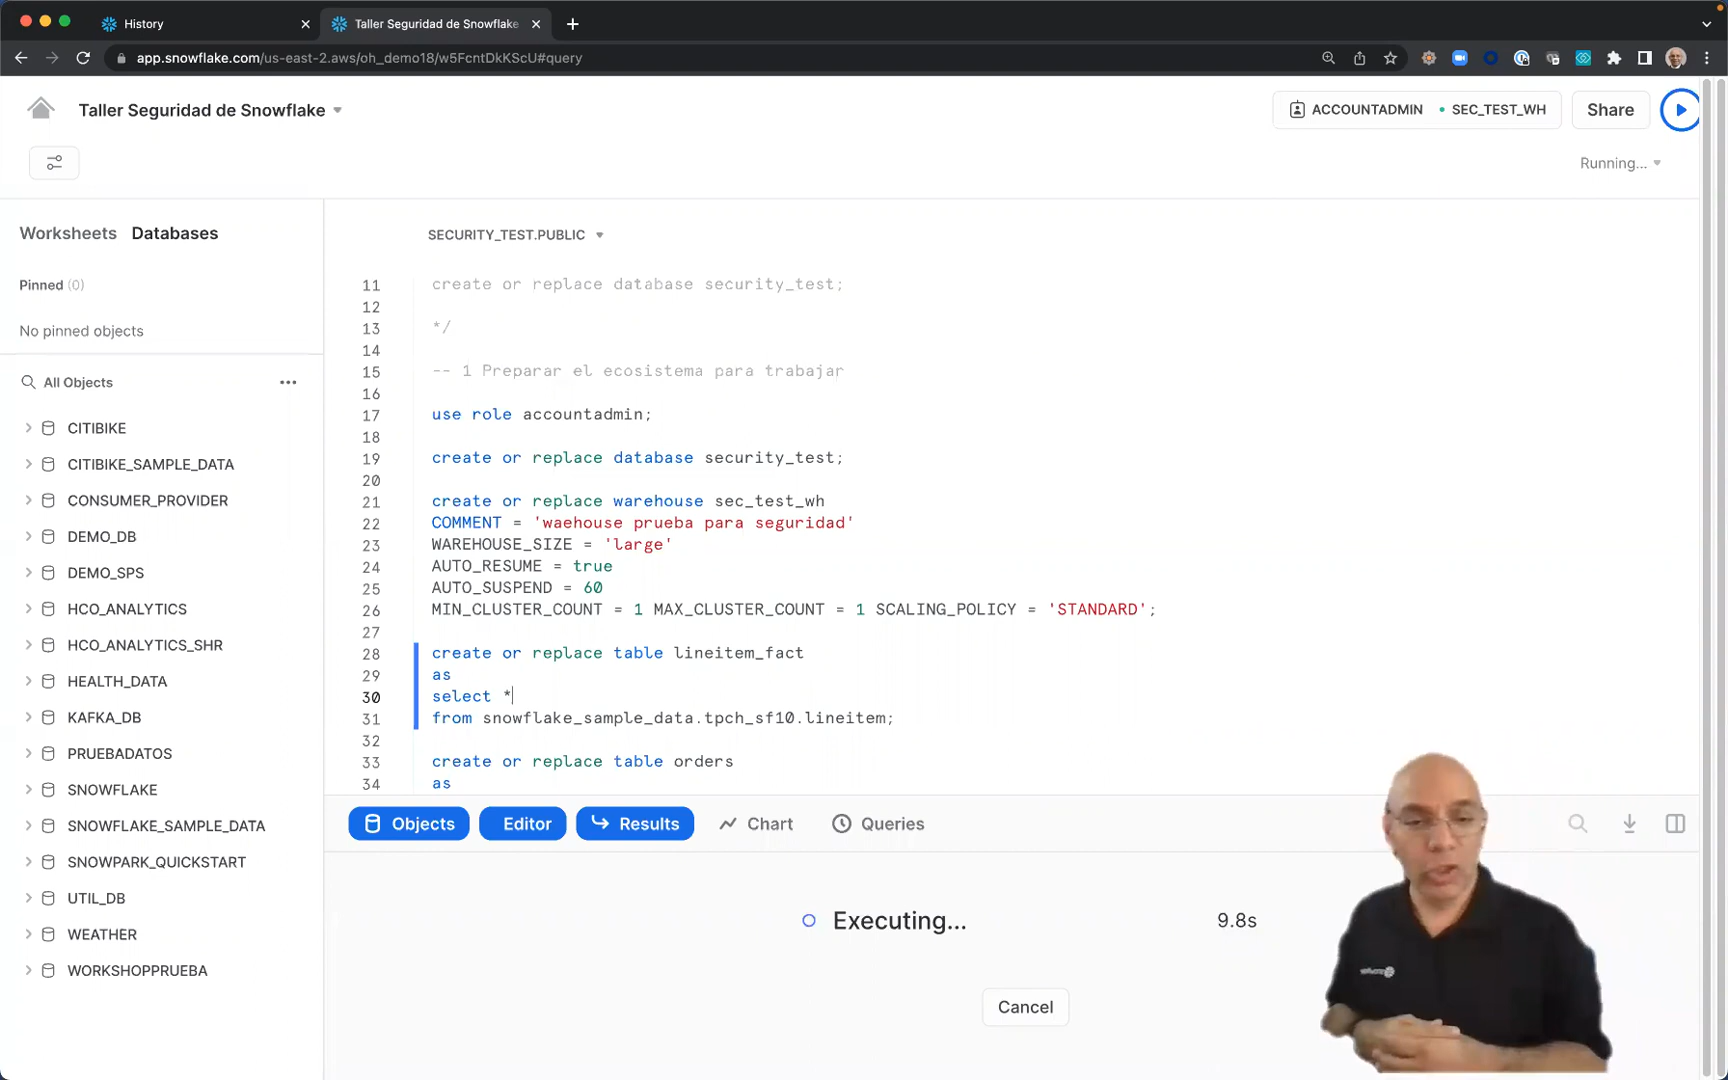 History
Taller Seguridad de Snowflake
app.snowflake.com/us-east-2.aws/oh_demo18/w5FcntDkKScU#query
Taller Seguridad de Snowflake
ACCOUNTADMIN
SEC_TEST_WH
Share
Running...
Worksheets Databases
Pinned (0)
No pinned objects
All Objects
CITIBIKE
CITIBIKE_SAMPLE_DATA
CONSUMER_PROVIDER
DEMO_DB
DEMO_SPS
HCO_ANALYTICS
HCO_ANALYTICS_SHR
HEALTH_DATA
KAFKA_DB
PRUEBADATOS
SNOWFLAKE
SNOWFLAKE_SAMPLE_DATA
SNOWPARK_QUICKSTART
UTIL_DB
WEATHER
WORKSHOPPRUEBA
SECURITY_TEST.PUBLIC
11 create or replace database security_test;
12
13 */
14
15 -- 1 Preparar el ecosistema para trabajar
16
17 use role accountadmin;
18
19 create or replace database security_test;
20
21 create or replace warehouse sec_test_wh
22 COMMENT = 'waehouse prueba para seguridad'
23 WAREHOUSE_SIZE = 'large'
24 AUTO_RESUME = true
25 AUTO_SUSPEND = 60
26 MIN_CLUSTER_COUNT = 1 MAX_CLUSTER_COUNT = 1 SCALING_POLICY = 'STANDARD';
27
28 create or replace table lineitem_fact
29 as
30 select *
31 from snowflake_sample_data.tpch_sf10.lineitem;
32
33 create or replace table orders
34 as
Objects
Editor
Results
Chart
Queries
Executing...
9.8s
Cancel